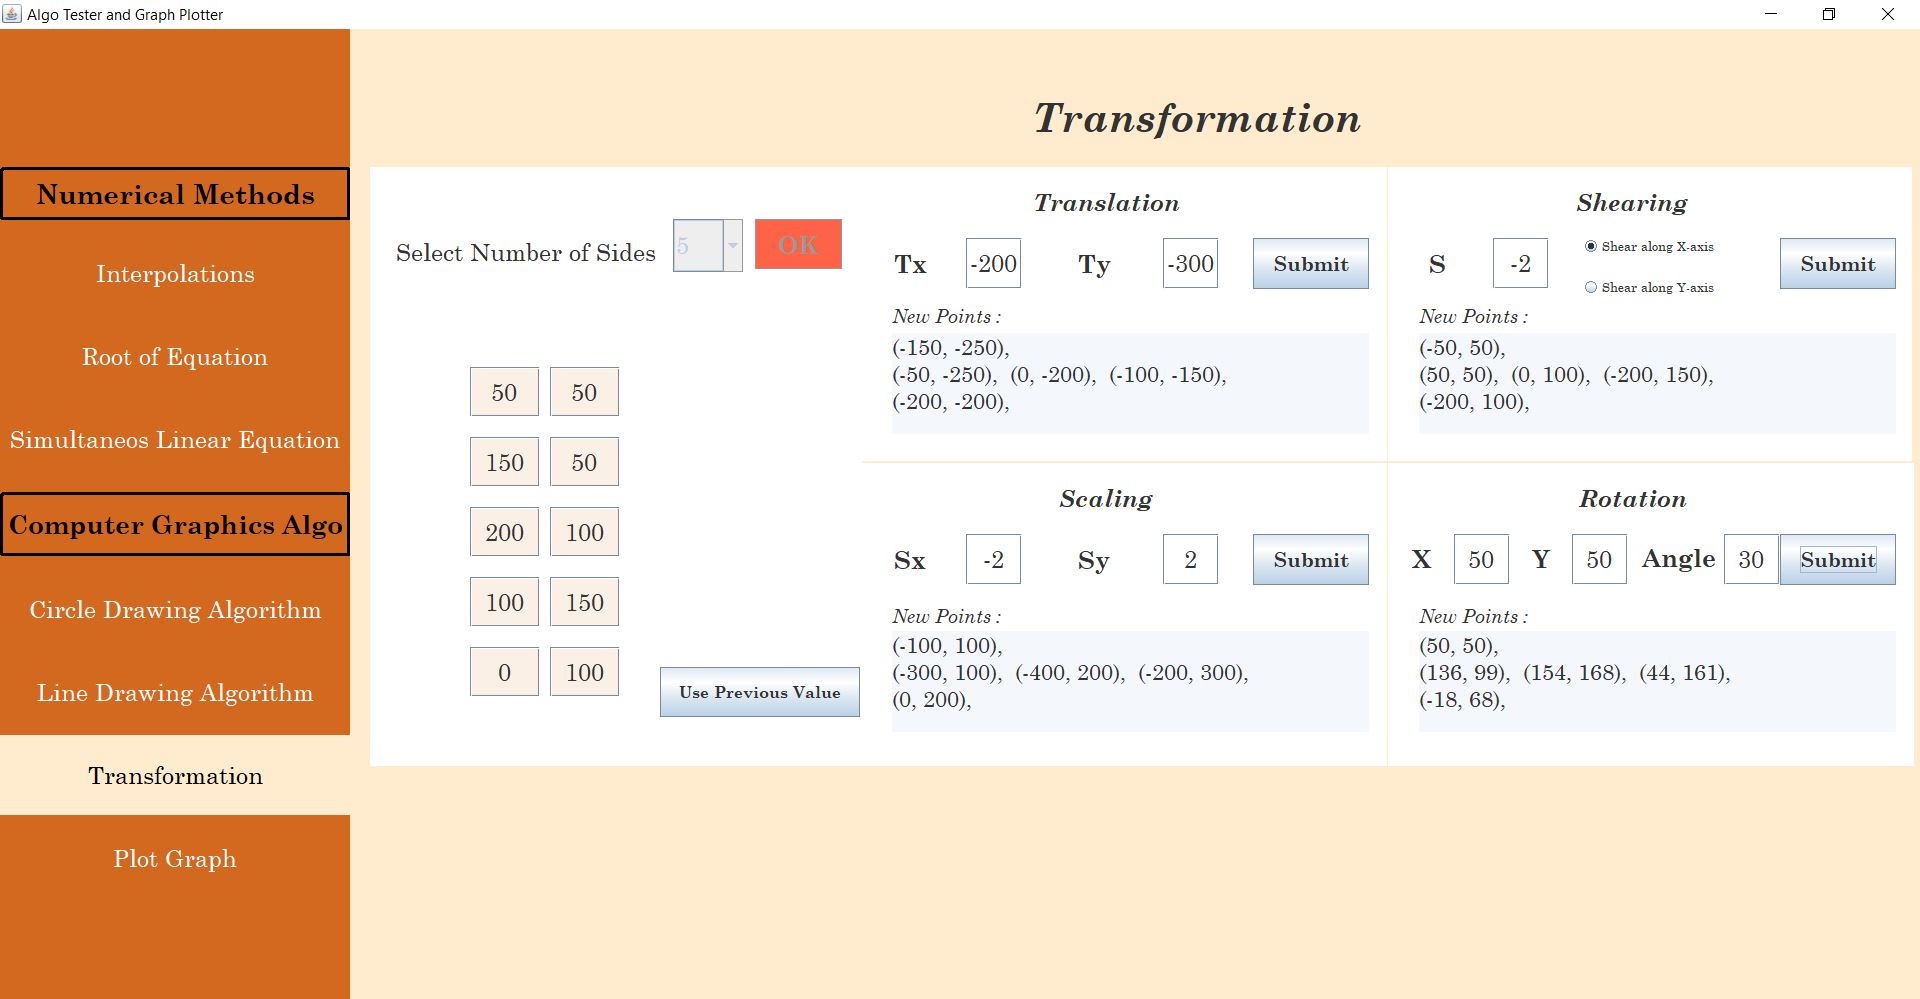 Algo Tester and Graph Plotter
Numerical Methods
Interpolations
Root of Equation
Simultaneos Linear Equation
Computer Graphics Algo
Circle Drawing Algorithm
Line Drawing Algorithm
Transformation
Plot Graph
Transformation
Select Number of Sides 5 OK
50 50
150 50
200 100
100 150
0 100
Use Previous Value
Translation
Tx -200 Ty -300 Submit
New Points :
(-150, -250),
(-50, -250), (0, -200), (-100, -150),
(-200, -200),
Shearing
S -2 Submit
Shear along X-axis
Shear along Y-axis
New Points :
(-50, 50),
(50, 50), (0, 100), (-200, 150),
(-200, 100),
Scaling
Sx -2 Sy 2 Submit
New Points :
(-100, 100),
(-300, 100), (-400, 200), (-200, 300),
(0, 200),
Rotation
X 50 Y 50 Angle 30 Submit
New Points :
(50, 50),
(136, 99), (154, 168), (44, 161),
(-18, 68),